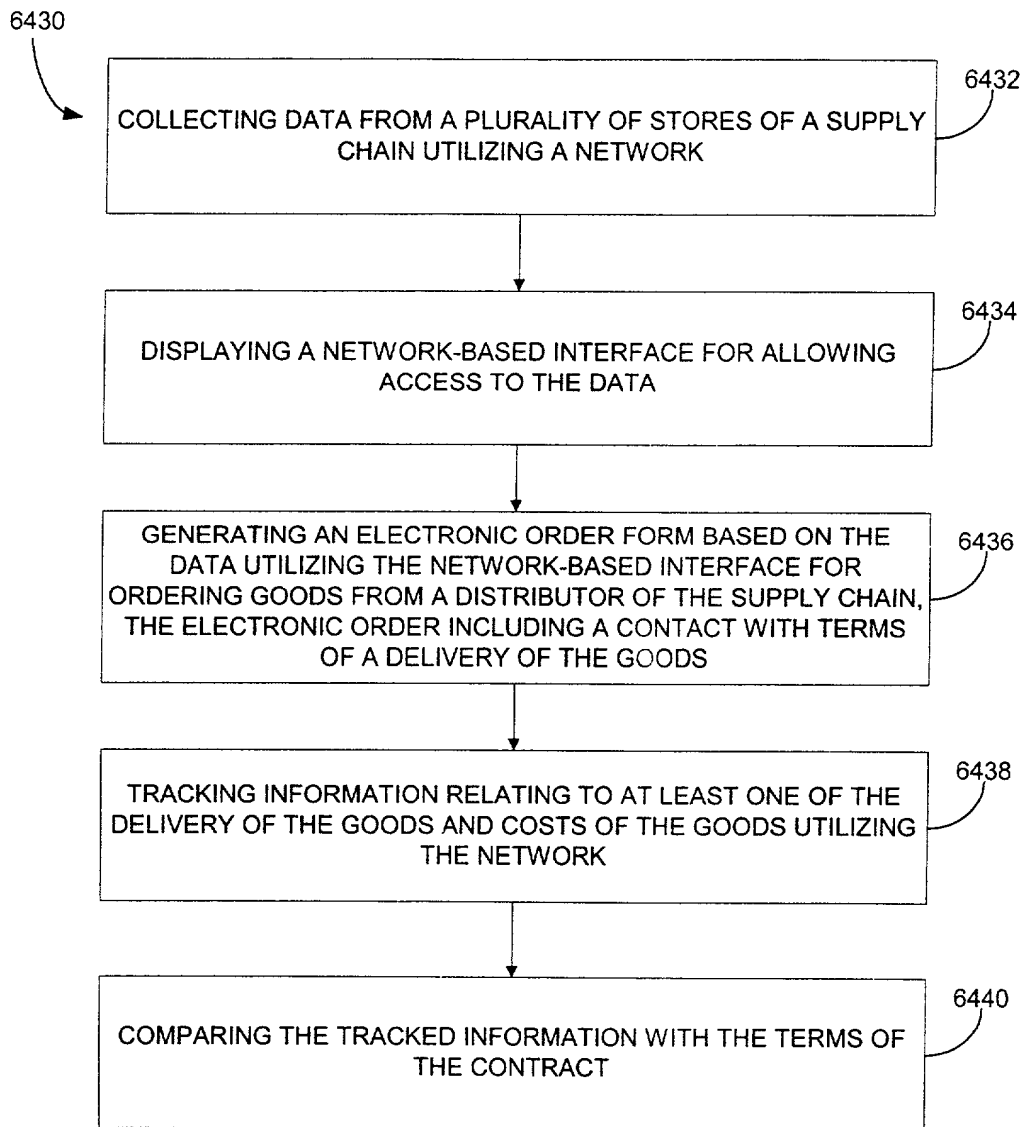 6430
6432
COLLECTING DATA FROM A PLURALITY OF STORES OF A SUPPLY
CHAIN UTILIZING A NETWORK
6434
DISPLAYING A NETWORK-BASED INTERFACE FOR ALLOWING
ACCESS TO THE DATA
6436
GENERATING AN ELECTRONIC ORDER FORM BASED ON THE
DATA UTILIZING THE NETWORK-BASED INTERFACE FOR
ORDERING GOODS FROM A DISTRIBUTOR OF THE SUPPLY CHAIN,
THE ELECTRONIC ORDER INCLUDING A CONTACT WITH TERMS
OF A DELIVERY OF THE GOODS
6438
TRACKING INFORMATION RELATING TO AT LEAST ONE OF THE
DELIVERY OF THE GOODS AND COSTS OF THE GOODS UTILIZING
THE NETWORK
6440
COMPARING THE TRACKED INFORMATION WITH THE TERMS OF
THE CONTRACT